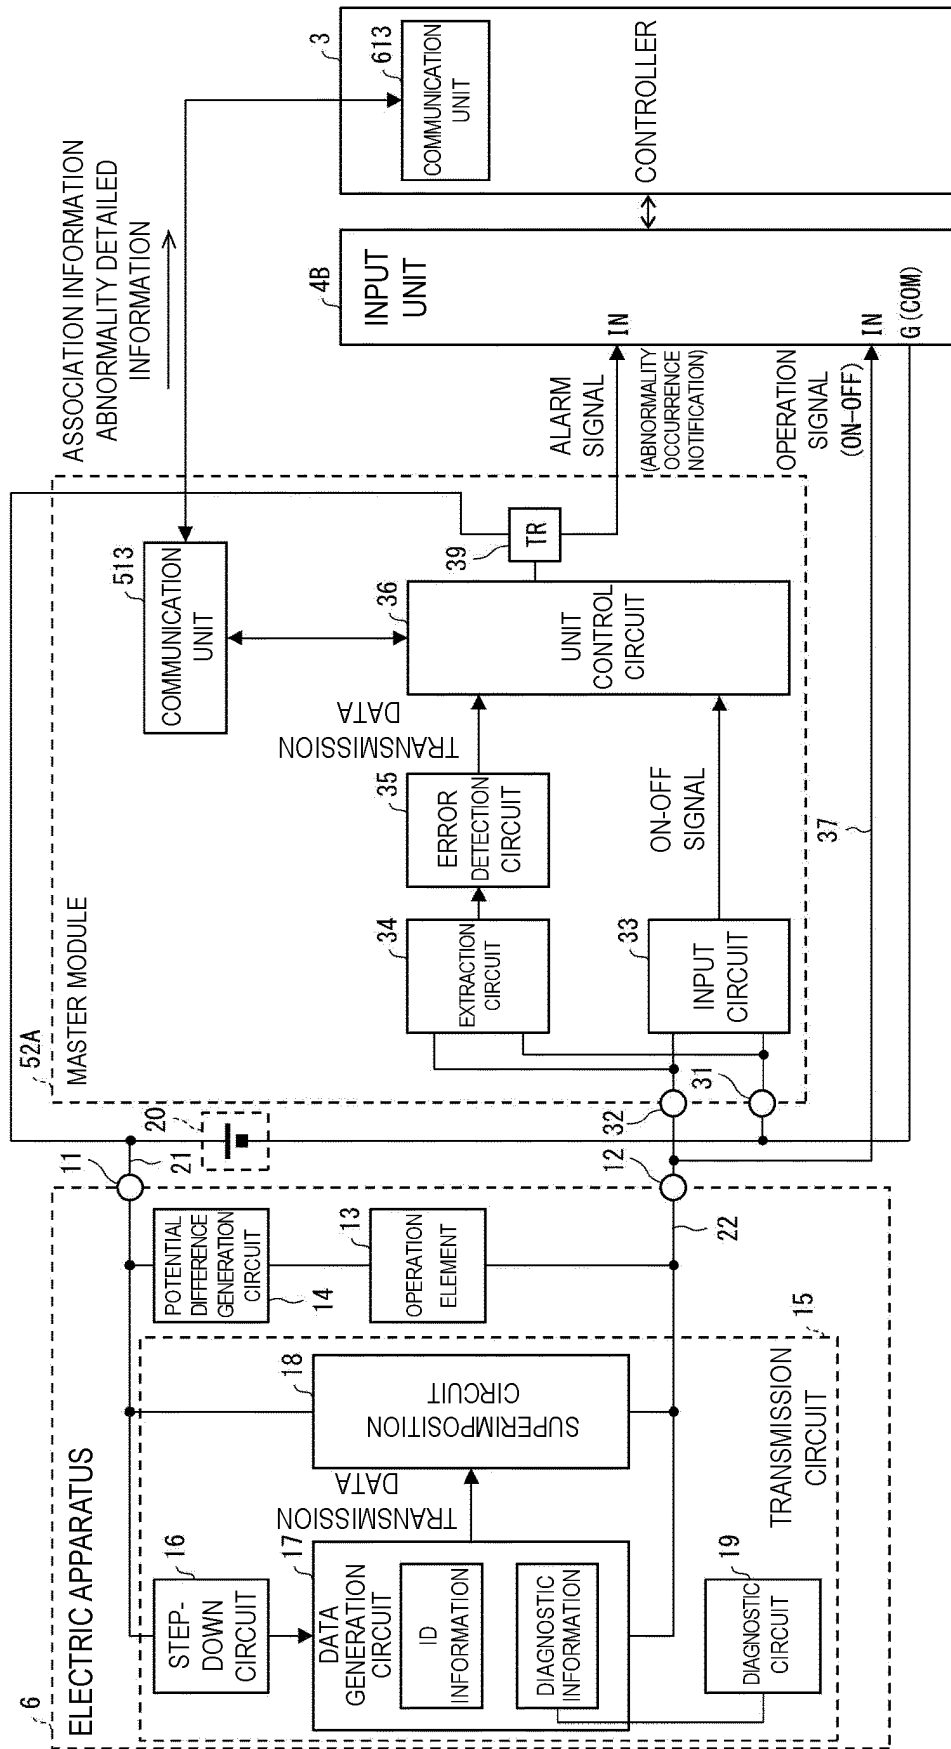 6
ELECTRIC APPARATUS
16
STEP-
DOWN
CIRCUIT
17
DATA
GENERATION
CIRCUIT
ID
INFORMATION
DIAGNOSTIC
INFORMATION
19
DIAGNOSTIC
CIRCUIT
TRANSMISSION
DATA
18
SUPERIMPOSITION
CIRCUIT
15
TRANSMISSION
CIRCUIT
POTENTIAL
DIFFERENCE
GENERATION
CIRCUIT
14
13
OPERATION
ELEMENT
11
21
12
22
20
52A
MASTER MODULE
32
31
34
EXTRACTION
CIRCUIT
33
INPUT
CIRCUIT
35
ERROR
DETECTION
CIRCUIT
TRANSMISSION
DATA
ON-OFF
SIGNAL
37
513
COMMUNICATION
UNIT
36
UNIT
CONTROL
CIRCUIT
39
TR
ASSOCIATION INFORMATION
ABNORMALITY DETAILED
INFORMATION
ALARM
SIGNAL
(ABNORMALITY
OCCURRENCE
NOTIFICATION)
OPERATION
SIGNAL
(ON-OFF)
4B
INPUT
UNIT
IN
IN
G(COM)
3
613
COMMUNICATION
UNIT
CONTROLLER